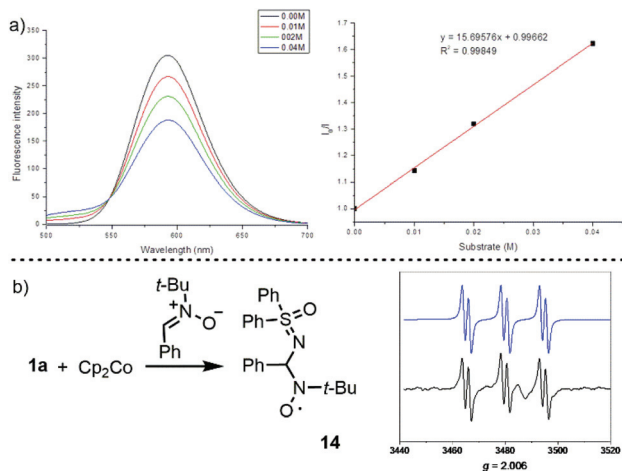 a)
350
300
250
200
150
100
50
0
Fluorescence intensity
500
550
600
650
700
Wavelength (nm)
0.00M
0.01M
002M
0.04M
1.7
1.6
1.5
1.4
1.3
1.2
1.1
1.0
I₀/I
y = 15.69576x + 0.99662
R² = 0.99849
0.00
0.01
0.02
0.03
0.04
Substrate (M)
b)
1a + Cp₂Co
t-Bu
N⁺
O⁻
Ph
Ph O
Ph S
N
Ph
N t-Bu
O·
14
3440
3460
3480
3500
3520
g = 2.006